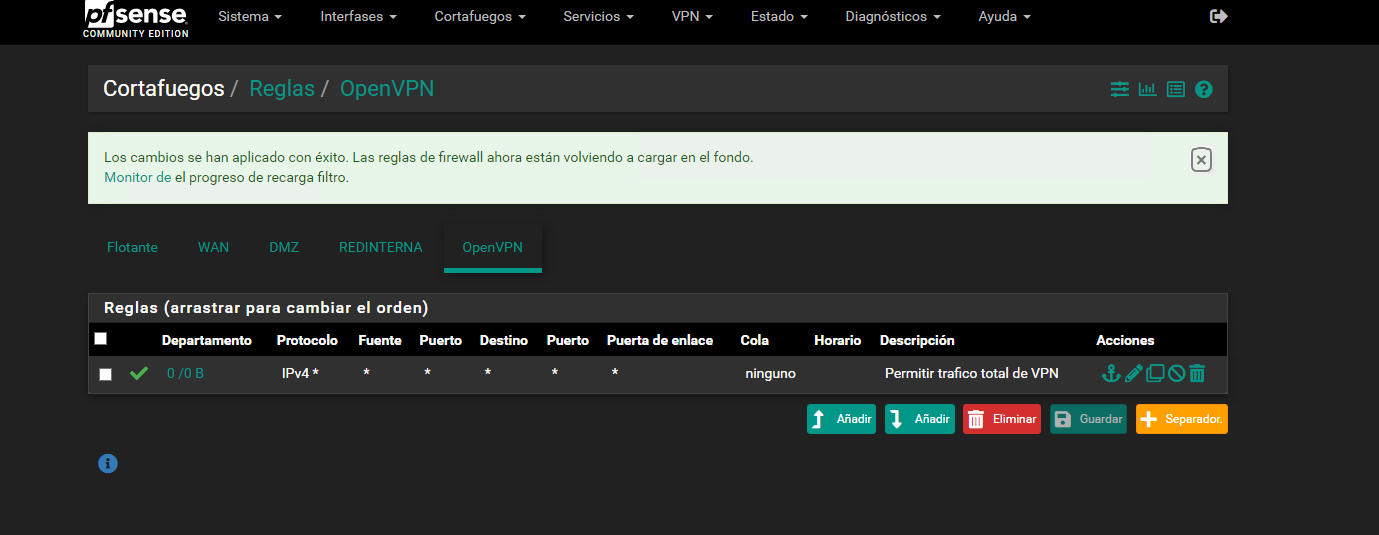 pfsense
COMMUNITY EDITION
Sistema Interfases Cortafuegos Servicios VPN Estado Diagnósticos Ayuda
Cortafuegos / Reglas / OpenVPN
Los cambios se han aplicado con éxito. Las reglas de firewall ahora están volviendo a cargar en el fondo.
Monitor de el progreso de recarga filtro.
Flotante WAN DMZ REDINTERNA OpenVPN
Reglas (arrastrar para cambiar el orden)
Departamento Protocolo Fuente Puerto Destino Puerto Puerta de enlace Cola Horario Descripción Acciones
0 /0 B IPv4 * * * * * * ninguno Permitir trafico total de VPN
Añadir Añadir Eliminar Guardar Separador.